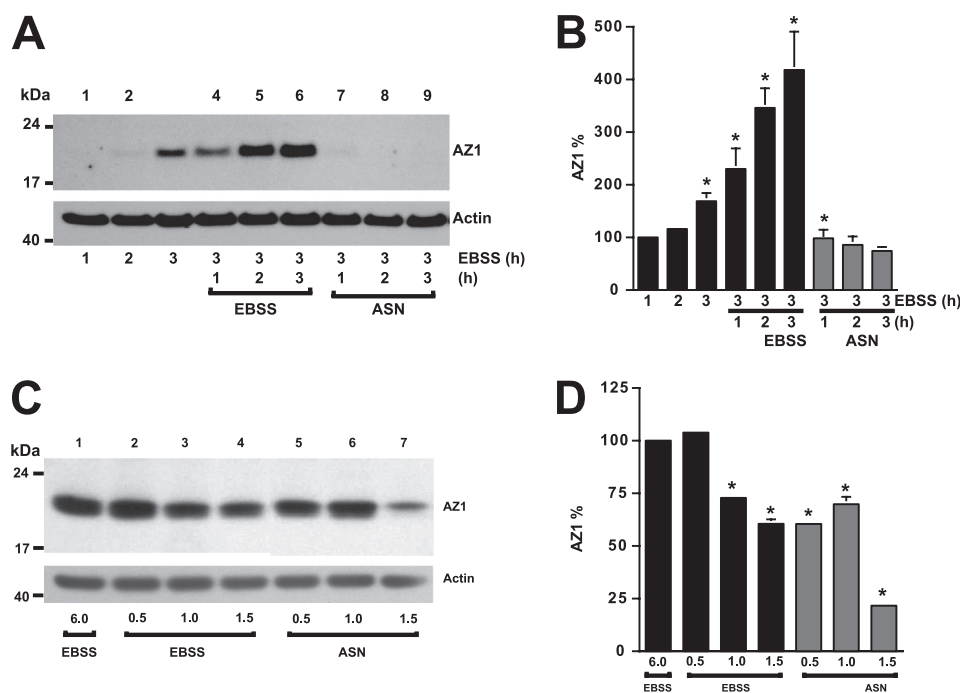 A
kDa 1 2 4 5 6 7 8 9
24
AZ1
17
Actin
40
1 2 3 3 3 3 3 3 3 EBSS (h)
1 2 3 1 2 3 (h)
EBSS ASN
B
AZ1 %
500
400
300
200
100
0
* * * * *
1 2 3 3 3 3 3 3 3 EBSS (h)
1 2 3 1 2 3 (h)
EBSS ASN
C
kDa 1 2 3 4 5 6 7
24
AZ1
17
Actin
40
6.0 0.5 1.0 1.5 0.5 1.0 1.5
EBSS EBSS ASN
D
AZ1 %
125
100
75
50
25
0
* * * * *
6.0 0.5 1.0 1.5 0.5 1.0 1.5
EBSS EBSS ASN